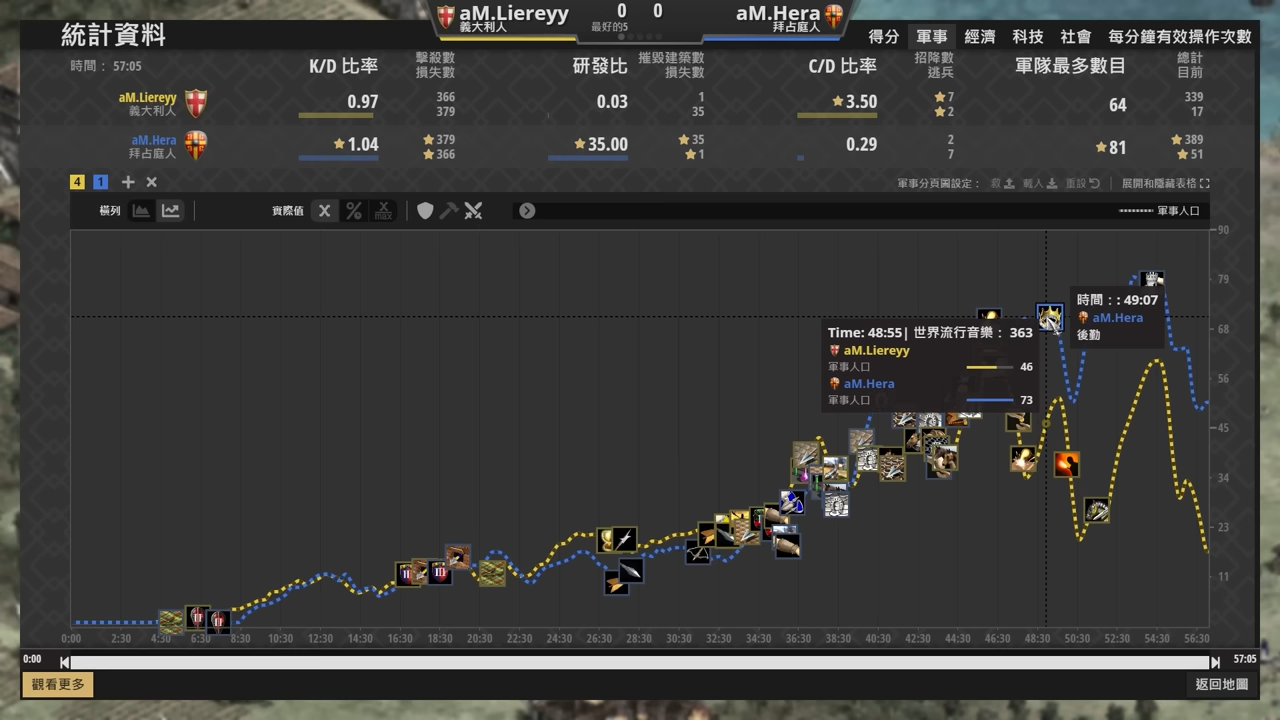 aM.Liereyy 0 0 aM.Hera
義大利人 最好的5 拜占庭人
統計資料
得分 軍事 經濟 科技 社會 每分鐘有效操作次數
時間： 57:05
K/D 比率 擊殺數 損失數 研發比 摧毀建築數 損失數 C/D 比率 招降數 逃兵 軍隊最多數目 總計 目前
aM.Liereyy 義大利人 0.97 366 379 0.03 1 35 3.50 7 2 64 339 17
aM.Hera 拜占庭人 1.04 379 366 35.00 35 1 0.29 2 7 81 389 51
4 1
軍事分頁圖設定： 載入 重設 展開和隱藏表格
橫列 實際值 X % X max 軍事人口
90
79
時間：: 49:07
aM.Hera
後勤
68
Time: 48:55| 世界流行音樂： 363
aM.Liereyy
軍事人口 46
aM.Hera
軍事人口 73
56
45
34
23
11
0:00 2:30 4:30 6:30 8:30 10:30 12:30 14:30 16:30 18:30 20:30 22:30 24:30 26:30 28:30 30:30 32:30 34:30 36:30 38:30 40:30 42:30 44:30 46:30 48:30 50:30 52:30 54:30 56:30
0:00 57:05
觀看更多 返回地圖